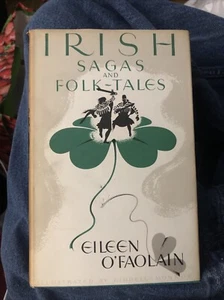 IRISH
SAGAS
AND
FOLK-TALES
EILEEN
O'FAOLAIN